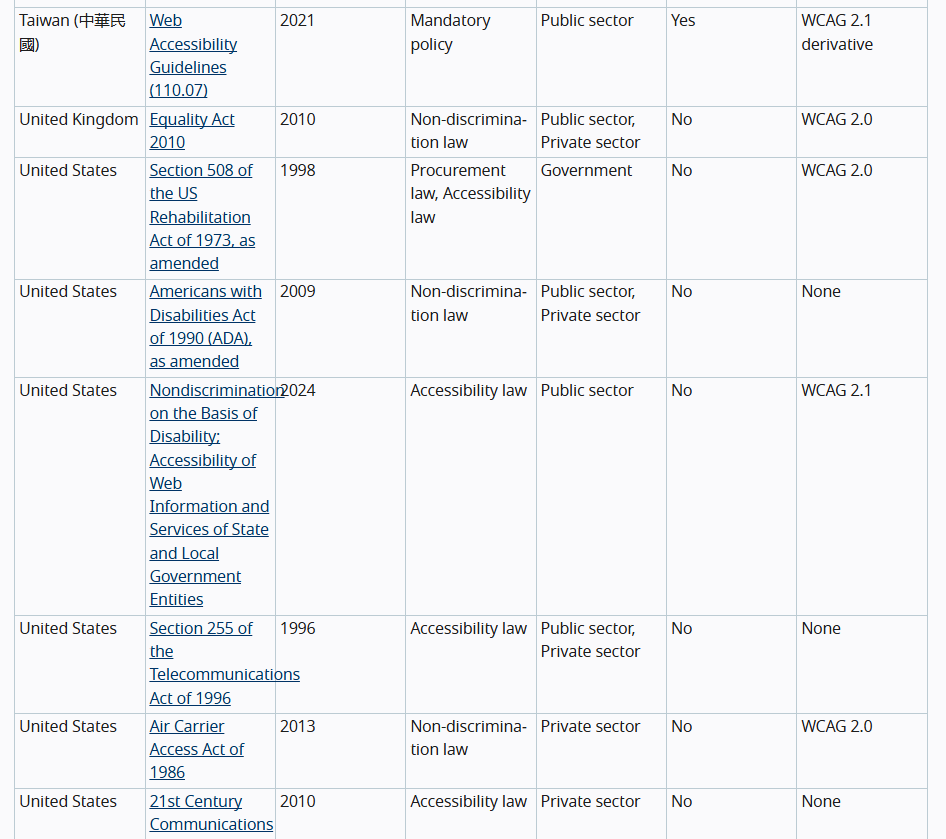 Taiwan (中華民
國)
Web
Accessibility
Guidelines
(110.07)
2021
Mandatory
policy
Public sector
Yes
WCAG 2.1
derivative
United Kingdom
Equality Act
2010
2010
Non-discrimina-
tion law
Public sector,
Private sector
No
WCAG 2.0
United States
Section 508 of
the US
Rehabilitation
Act of 1973, as
amended
1998
Procurement
law, Accessibility
law
Government
No
WCAG 2.0
United States
Americans with
Disabilities Act
of 1990 (ADA),
as amended
2009
Non-discrimina-
tion law
Public sector,
Private sector
No
None
United States
Nondiscrimination
on the Basis of
Disability;
Accessibility of
Web
Information and
Services of State
and Local
Government
Entities
2024
Accessibility law
Public sector
No
WCAG 2.1
United States
Section 255 of
the
Telecommunications
Act of 1996
1996
Accessibility law
Public sector,
Private sector
No
None
United States
Air Carrier
Access Act of
1986
2013
Non-discrimina-
tion law
Private sector
No
WCAG 2.0
United States
21st Century
Communications
2010
Accessibility law
Private sector
No
None